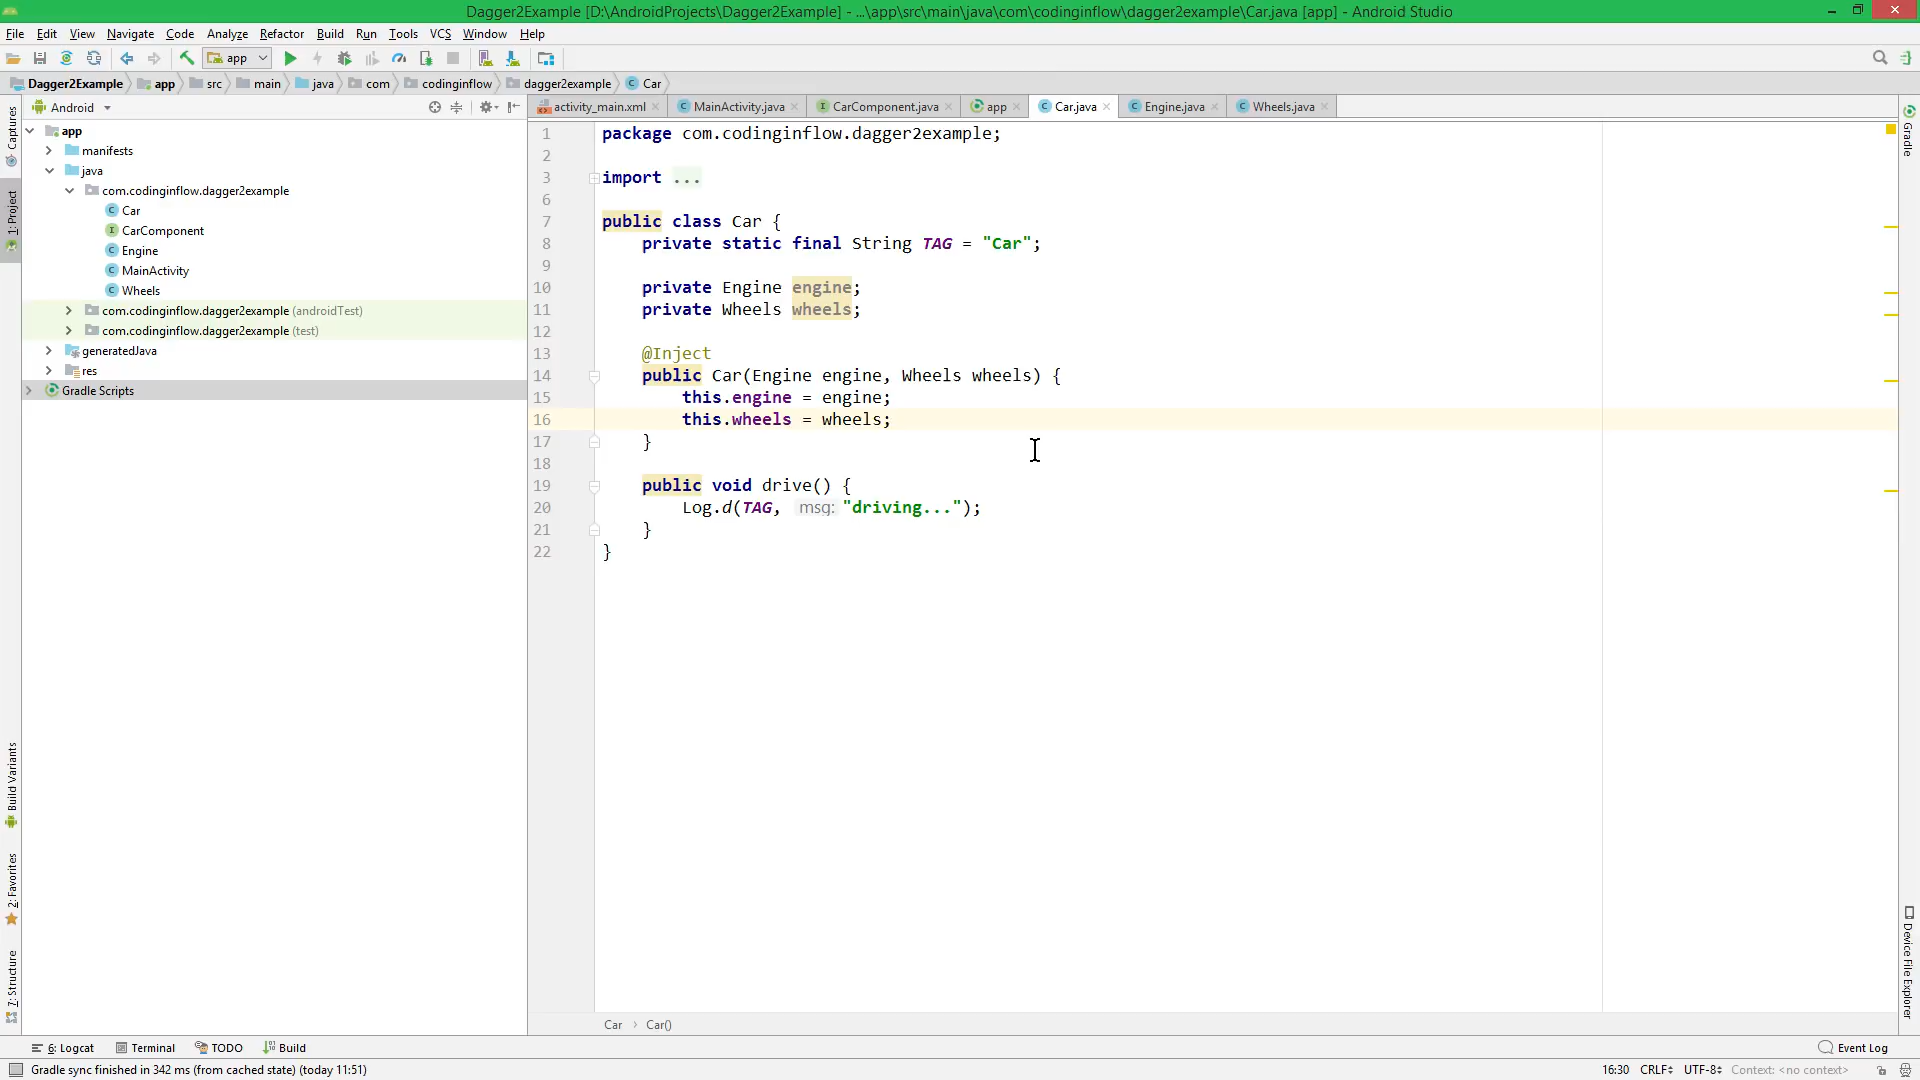 Dagger2Example [D:\AndroidProjects\Dagger2Example] - ...\app\src\main\java\com\codinginflow\dagger2example\Car.java [app] - Android Studio
File Edit View Navigate Code Analyze Refactor Build Run Tools VCS Window Help
app
Dagger2Example app src main java com codinginflow dagger2example Car
Android
activity_main.xml MainActivity.java CarComponent.java app Car.java Engine.java Wheels.java
Captures
1: Project
Build Variants
2: Favorites
7: Structure
app
manifests
java
com.codinginflow.dagger2example
Car
CarComponent
Engine
MainActivity
Wheels
com.codinginflow.dagger2example (androidTest)
com.codinginflow.dagger2example (test)
generatedJava
res
Gradle Scripts
1 package com.codinginflow.dagger2example;
2
3 import ...
6
7 public class Car {
8 private static final String TAG = "Car";
9
10 private Engine engine;
11 private Wheels wheels;
12
13 @Inject
14 public Car(Engine engine, Wheels wheels) {
15 this.engine = engine;
16 this.wheels = wheels;
17 }
18
19 public void drive() {
20 Log.d(TAG, msg: "driving...");
21 }
22 }
Gradle
Device File Explorer
Car › Car()
6: Logcat Terminal TODO Build Event Log
Gradle sync finished in 342 ms (from cached state) (today 11:51) 16:30 CRLF UTF-8 Context: <no context>